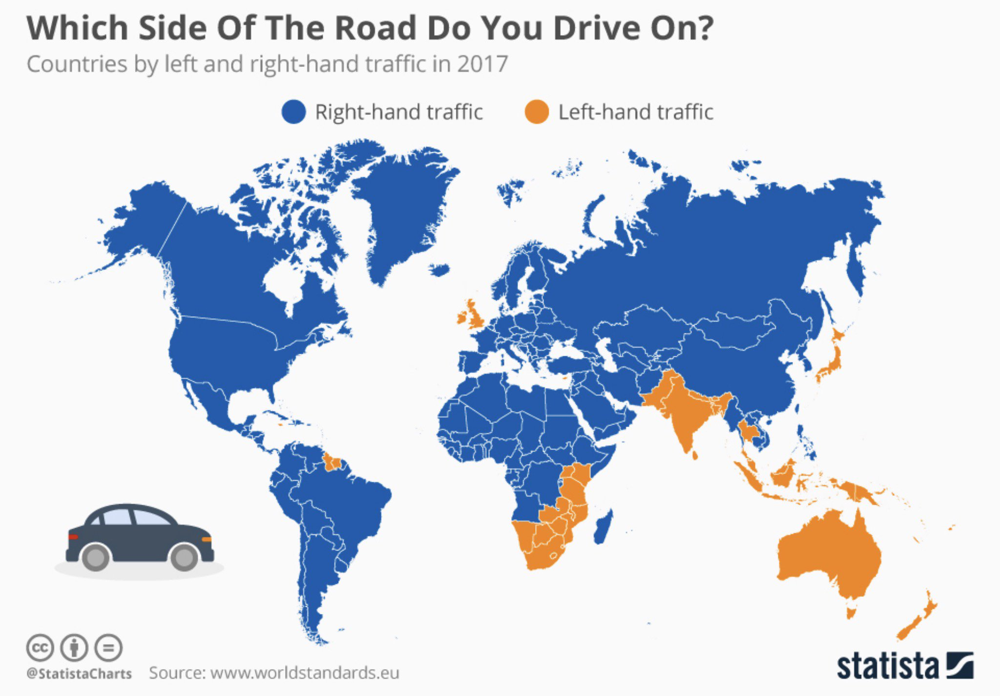 Which Side Of The Road Do You Drive On?
Countries by left and right-hand traffic in 2017
Right-hand traffic
Left-hand traffic
cc
@StatistaCharts
Source: www.worldstandards.eu
statista